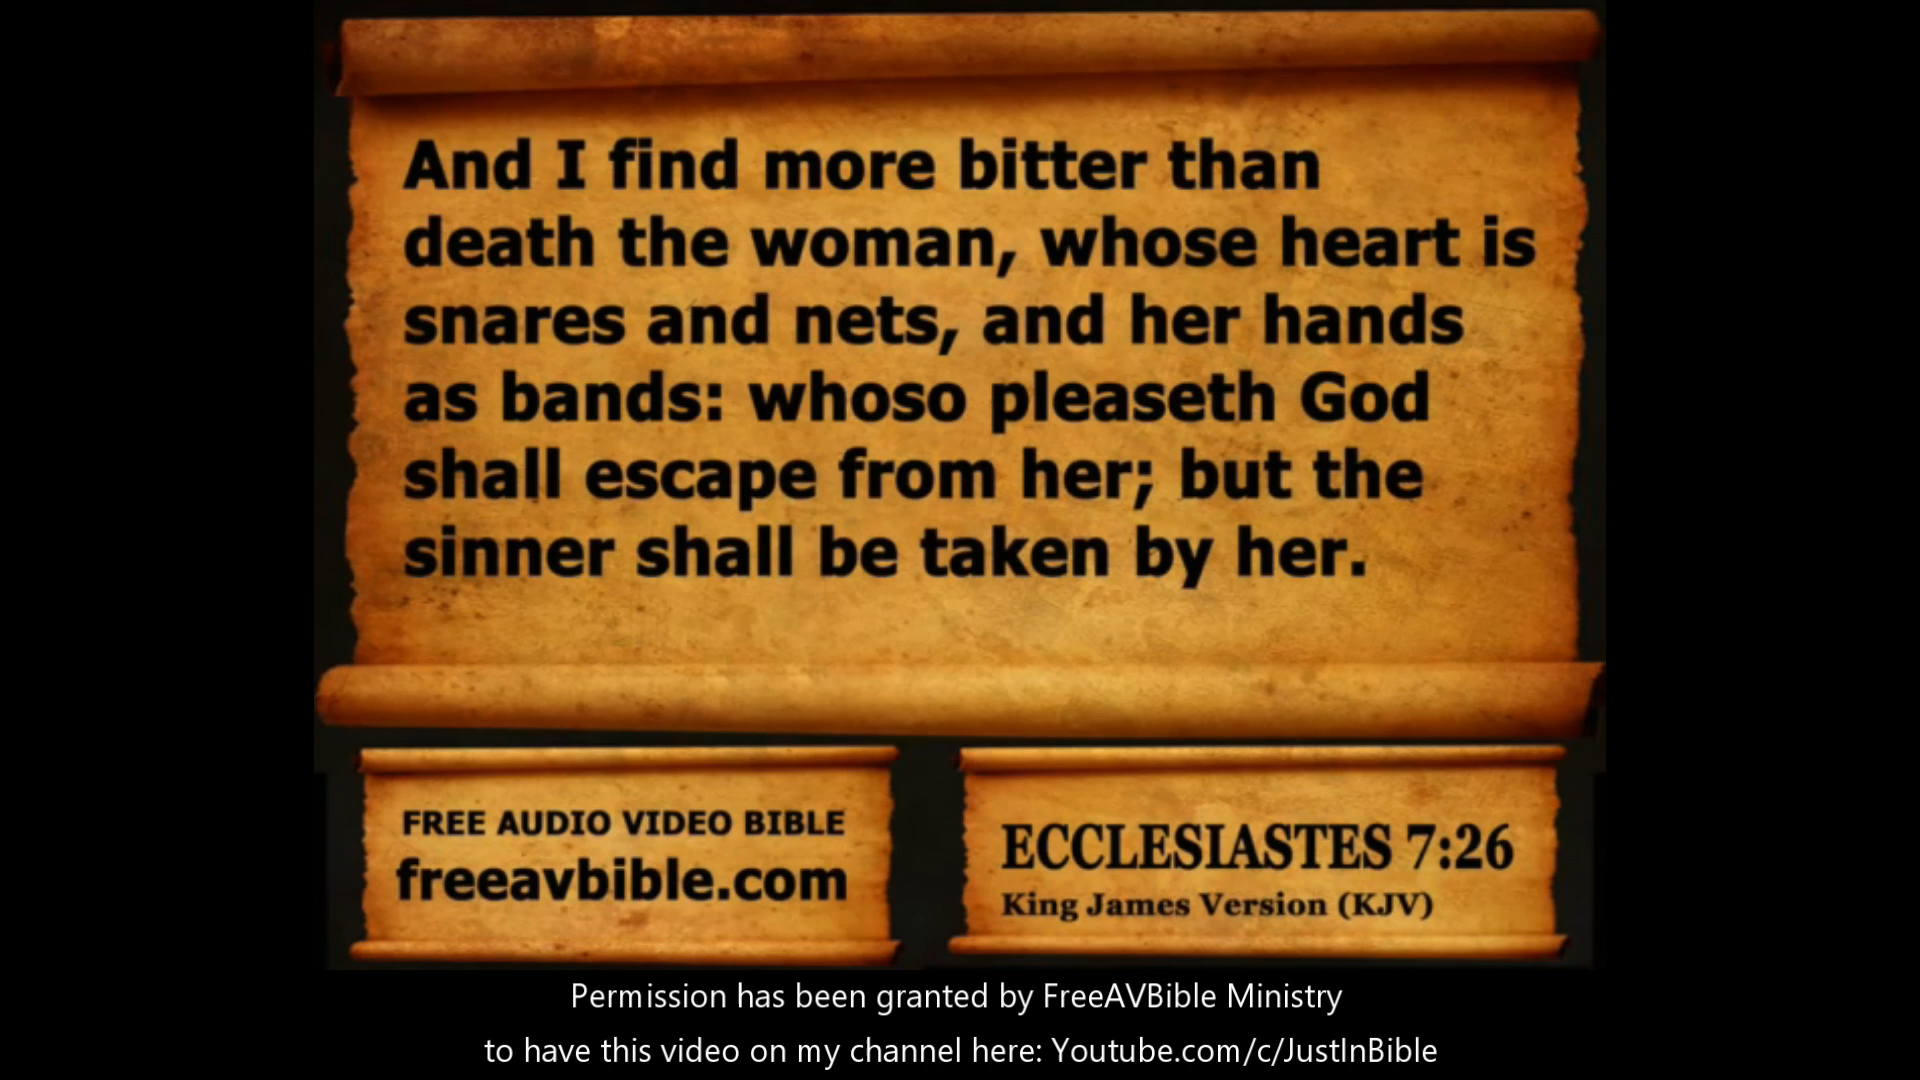 And I find more bitter than
death the woman, whose heart is
snares and nets, and her hands
as bands: whoso pleaseth God
shall escape from her; but the
sinner shall be taken by her.
FREE AUDIO VIDEO BIBLE
freeavbible.com
ECCLESIASTES 7:26
King James Version (KJV)
Permission has been granted by FreeAVBible Ministry
to have this video on my channel here: Youtube.com/c/JustInBible